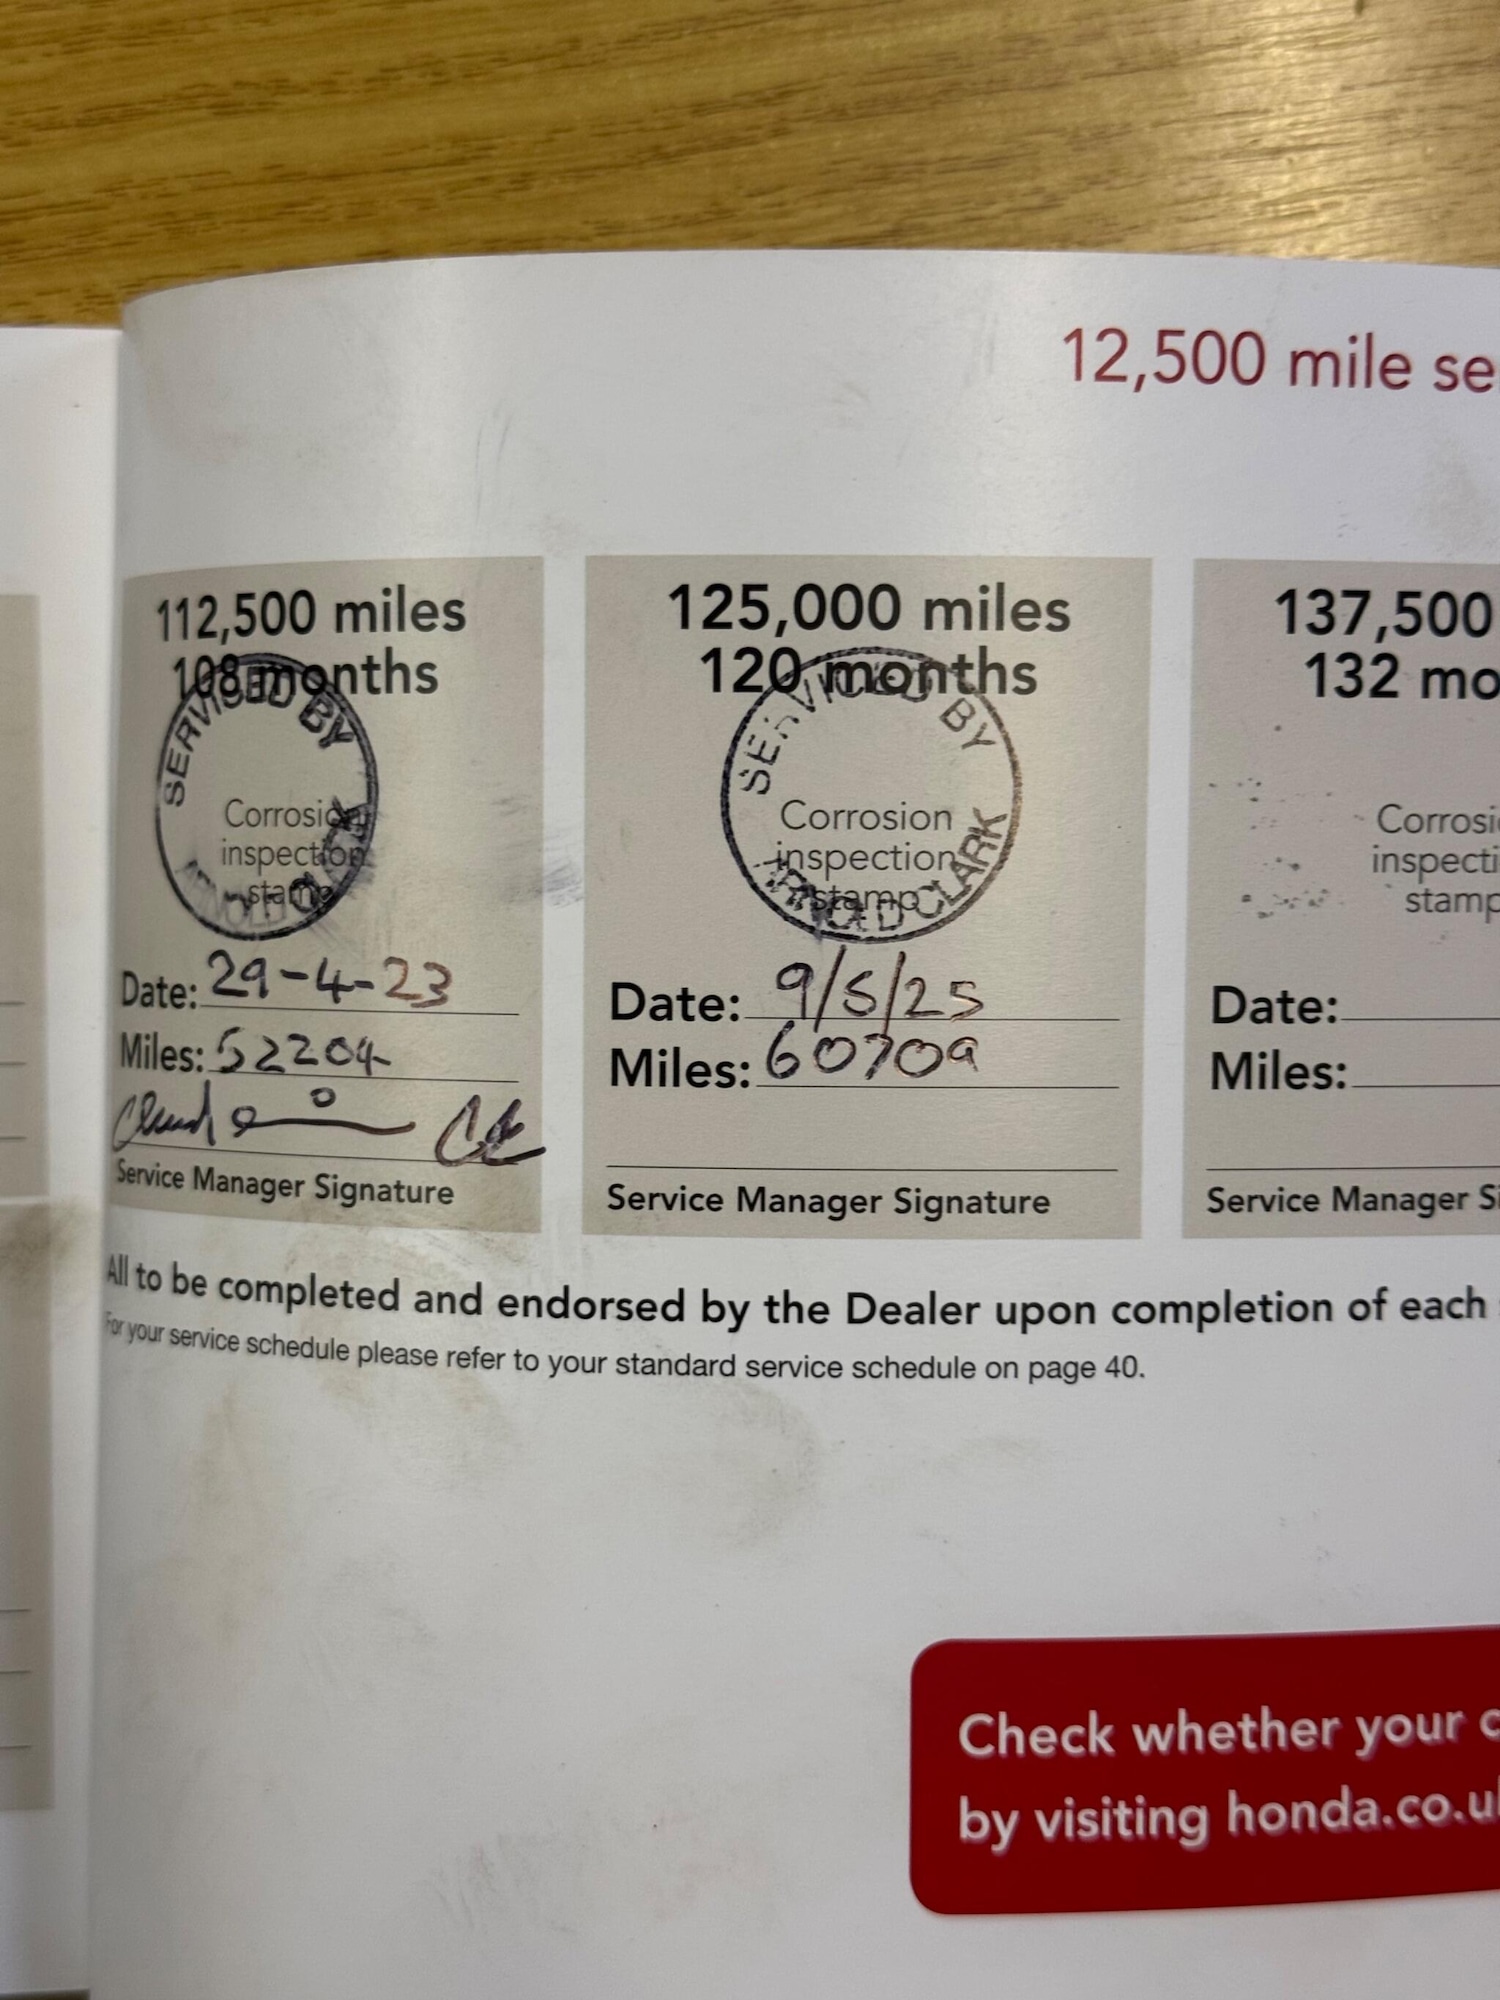 12,500 mile se
112,500 miles
108 months
SERVICED BY
ARNOLD CLARK
Corrosion
inspection
stamp
Date: 29-4-23
Miles: 52204
Service Manager Signature
125,000 miles
120 months
SERVICED BY
ARNOLD CLARK
Corrosion
inspection
stamp
Date: 9/5/25
Miles: 60709
Service Manager Signature
137,500
132 mo
Corrosi
inspecti
stamp
Date:
Miles:
Service Manager Si
All to be completed and endorsed by the Dealer upon completion of each
For your service schedule please refer to your standard service schedule on page 40.
Check whether your c
by visiting honda.co.uk